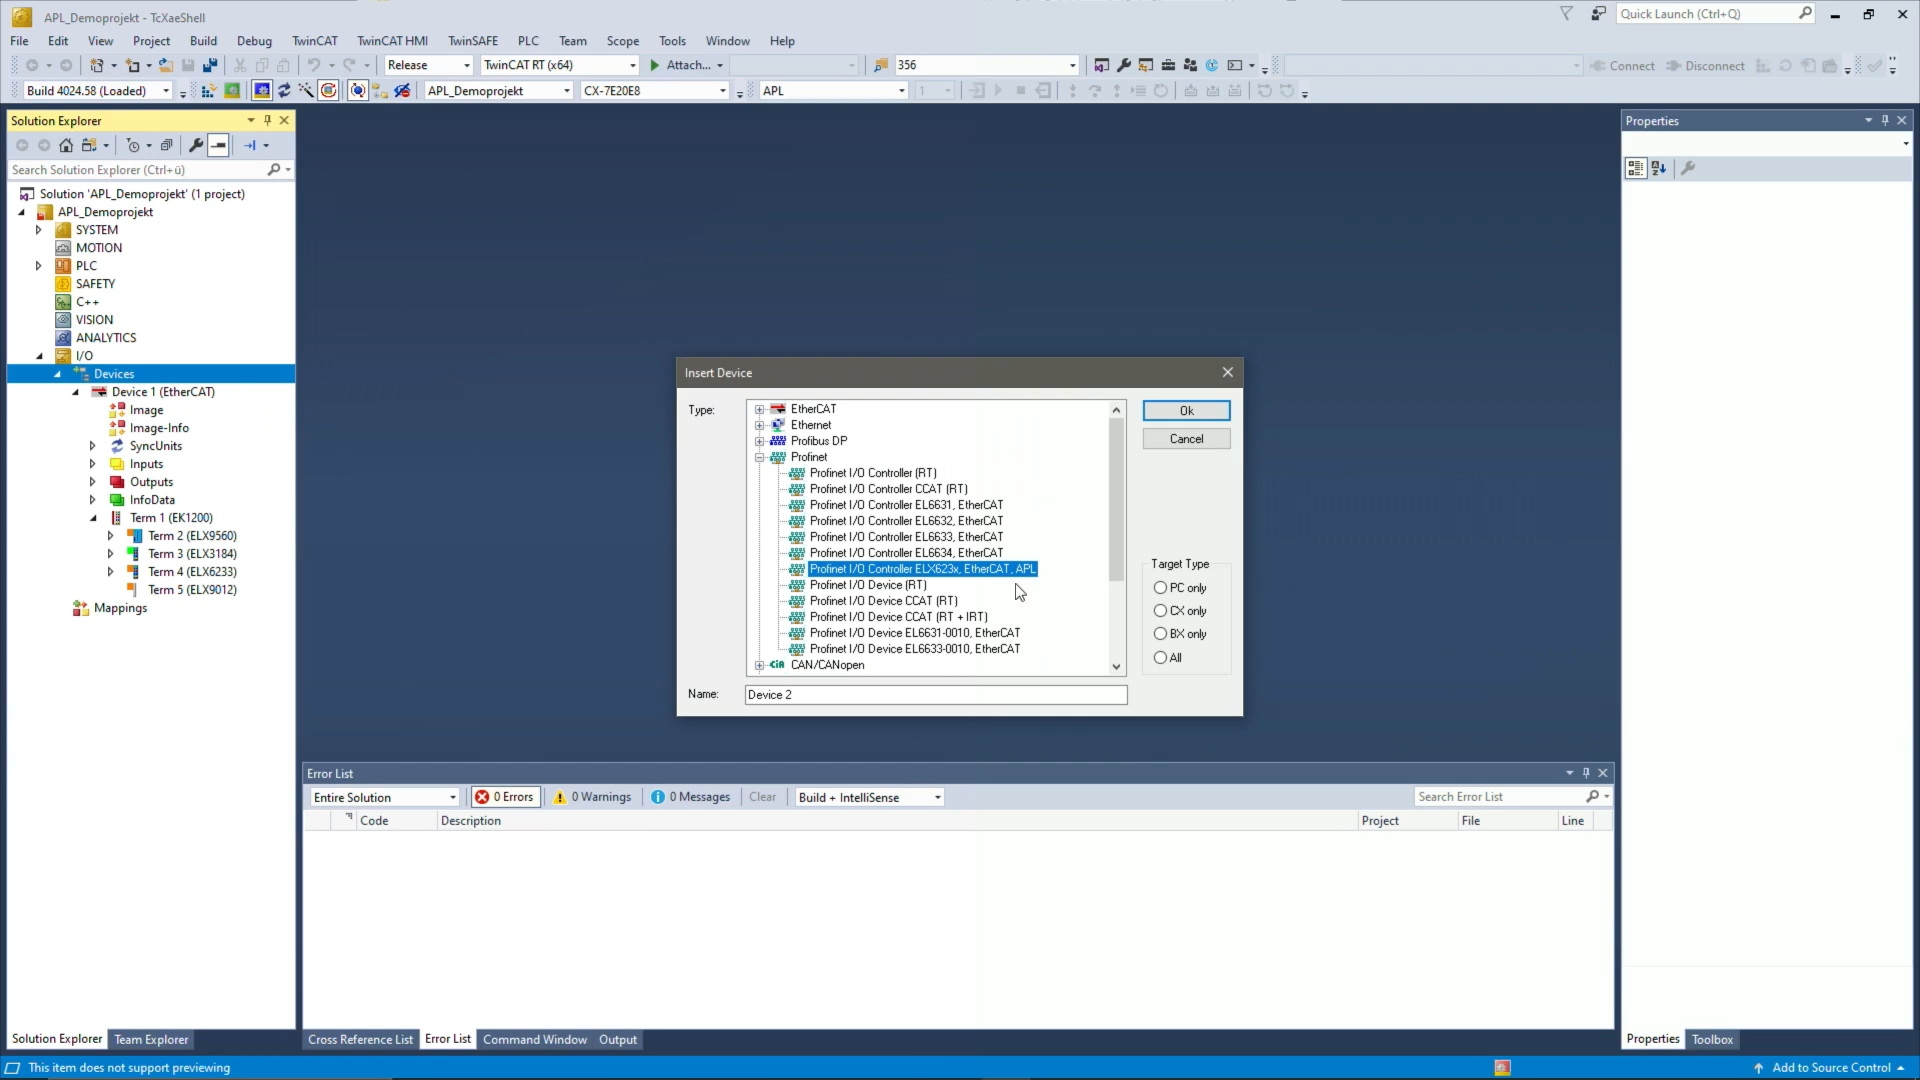 APL_Demoprojekt - TcXaeShell
Quick Launch (Ctrl+Q)
File Edit View Project Build Debug TwinCAT TwinCAT HMI TwinSAFE PLC Team Scope Tools Window Help
Release TwinCAT RT (x64) Attach... 356 Connect Disconnect
Build 4024.58 (Loaded) APL_Demoprojekt CX-7E20E8 APL 1
Solution Explorer
Search Solution Explorer (Ctrl+ü)
Solution 'APL_Demoprojekt' (1 project)
APL_Demoprojekt
SYSTEM
MOTION
PLC
SAFETY
C++
VISION
ANALYTICS
I/O
Devices
Device 1 (EtherCAT)
Image
Image-Info
SyncUnits
Inputs
Outputs
InfoData
Term 1 (EK1200)
Term 2 (ELX9560)
Term 3 (ELX3184)
Term 4 (ELX6233)
Term 5 (ELX9012)
Mappings
Solution Explorer Team Explorer
Insert Device
Type:
EtherCAT
Ethernet
Profibus DP
Profinet
Profinet I/O Controller (RT)
Profinet I/O Controller CCAT (RT)
Profinet I/O Controller EL6631, EtherCAT
Profinet I/O Controller EL6632, EtherCAT
Profinet I/O Controller EL6633, EtherCAT
Profinet I/O Controller EL6634, EtherCAT
Profinet I/O Controller ELX623x, EtherCAT, APL
Profinet I/O Device (RT)
Profinet I/O Device CCAT (RT)
Profinet I/O Device CCAT (RT + IRT)
Profinet I/O Device EL6631-0010, EtherCAT
Profinet I/O Device EL6633-0010, EtherCAT
CiA CAN/CANopen
Ok
Cancel
Target Type
PC only
CX only
BX only
All
Name: Device 2
Error List
Entire Solution 0 Errors 0 Warnings 0 Messages Clear Build + IntelliSense Search Error List
Code Description Project File Line
Cross Reference List Error List Command Window Output
Properties
Properties Toolbox
This item does not support previewing
Add to Source Control